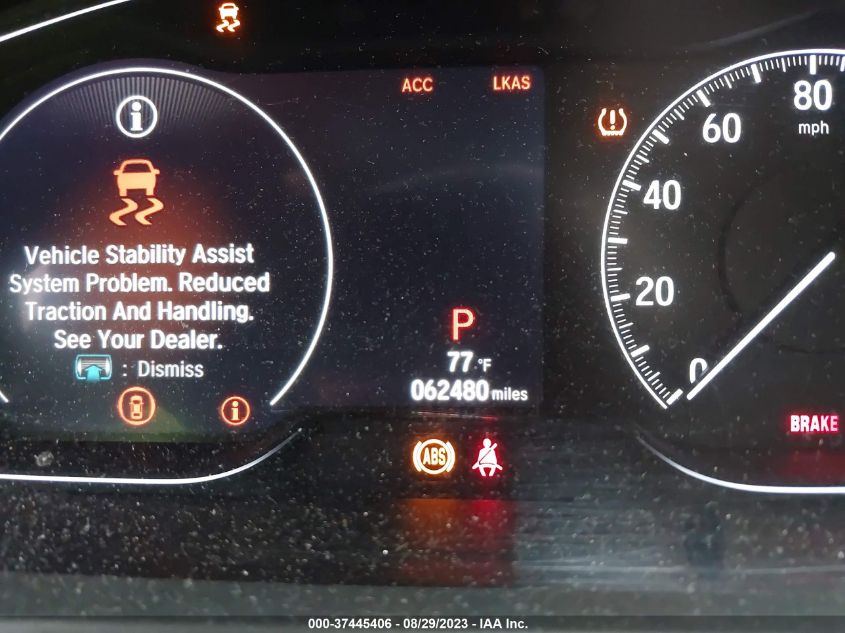 ACC LKAS
80
60
mph
40
Vehicle Stability Assist
System Problem. Reduced
Traction And Handling.
See Your Dealer.
: Dismiss
20
P
77 °F
062480 miles
0
BRAKE
ABS
000-37445406 - 08/29/2023 - IAA Inc.